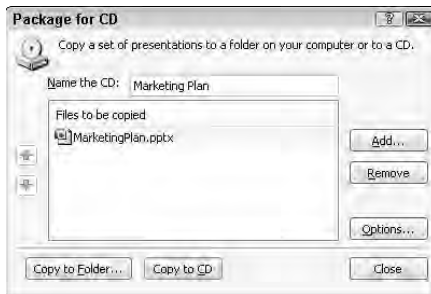 Package for CD
Copy a set of presentations to a folder on your computer or to a CD.
Name the CD: Marketing Plan
Files to be copied
MarketingPlan.pptx
Add...
Remove
Options...
Copy to Folder... Copy to CD Close